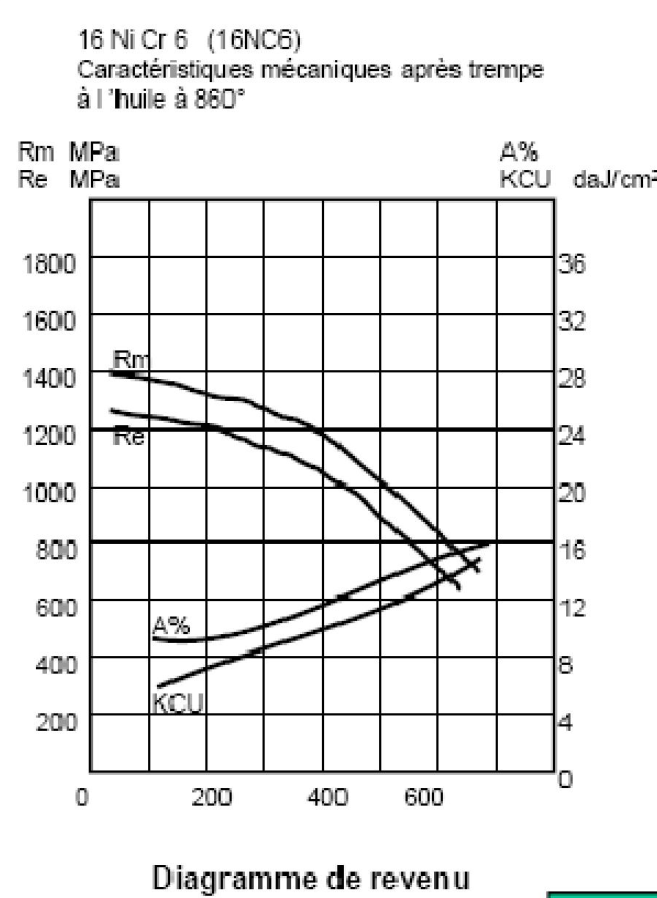 16 Ni Cr 6 (16NC6)
Caractéristiques mécaniques après trempe
à l 'huile à 860°
Rm MPa
Re MPa
A%
KCU daJ/cm²
1800
1600
1400
1200
1000
800
600
400
200
36
32
28
24
20
16
12
8
4
0
Rm
Re
A%
KCU
0 200 400 600
Diagramme de revenu